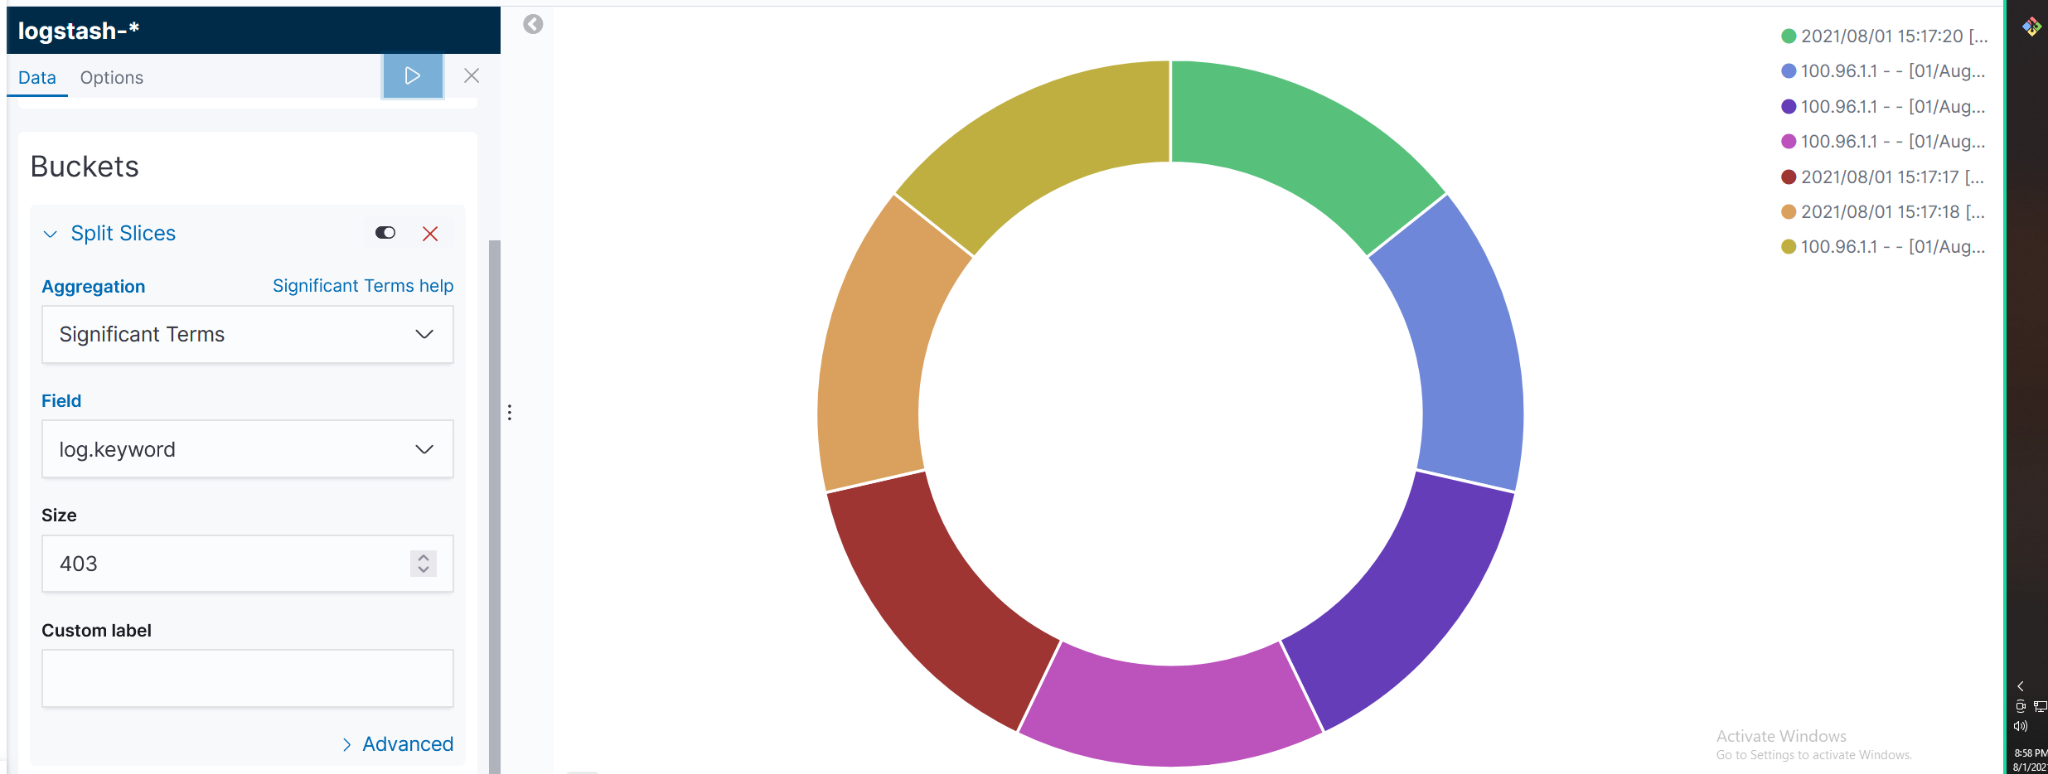 logstash-*
Data Options
Buckets
Split Slices
Aggregation Significant Terms help
Significant Terms
Field
log.keyword
Size
403
Custom label
Advanced
2021/08/01 15:17:20 [...
100.96.1.1 - - [01/Aug...
100.96.1.1 - - [01/Aug...
100.96.1.1 - - [01/Aug...
2021/08/01 15:17:17 [...
2021/08/01 15:17:18 [...
100.96.1.1 - - [01/Aug...
Activate Windows
Go to Settings to activate Windows.
8:58 PM